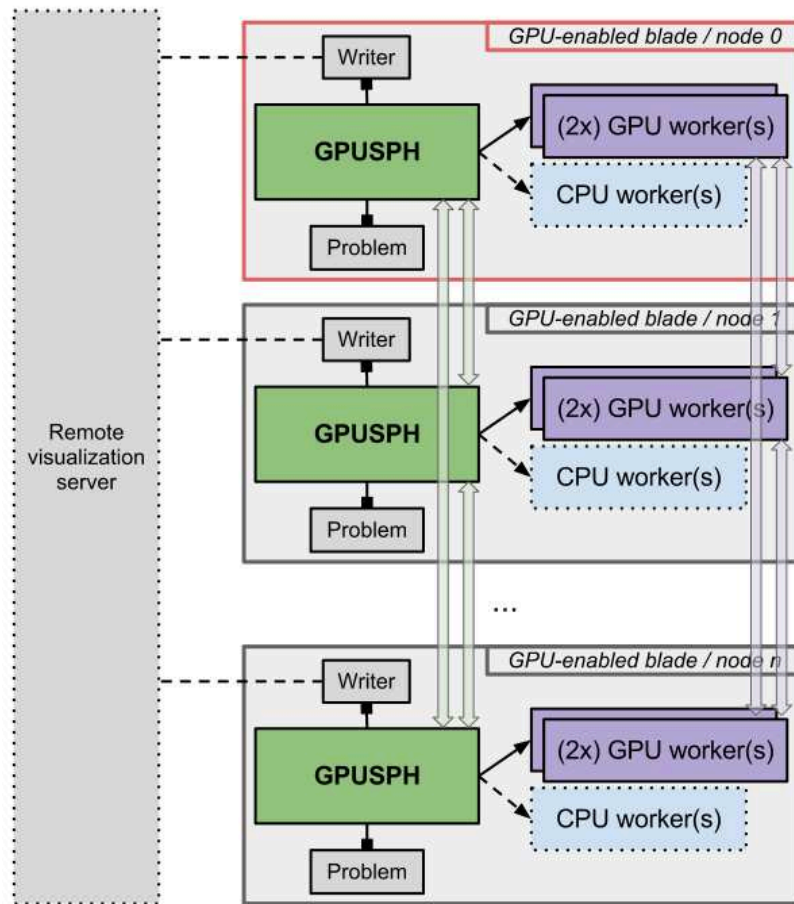 GPU-enabled blade / node 0
Writer
GPUSPH
(2x) GPU worker(s)
CPU worker(s)
Problem
GPU-enabled blade / node 1
Writer
GPUSPH
(2x) GPU worker(s)
CPU worker(s)
Problem
Remote
visualization
server
...
GPU-enabled blade / node n
Writer
GPUSPH
(2x) GPU worker(s)
CPU worker(s)
Problem